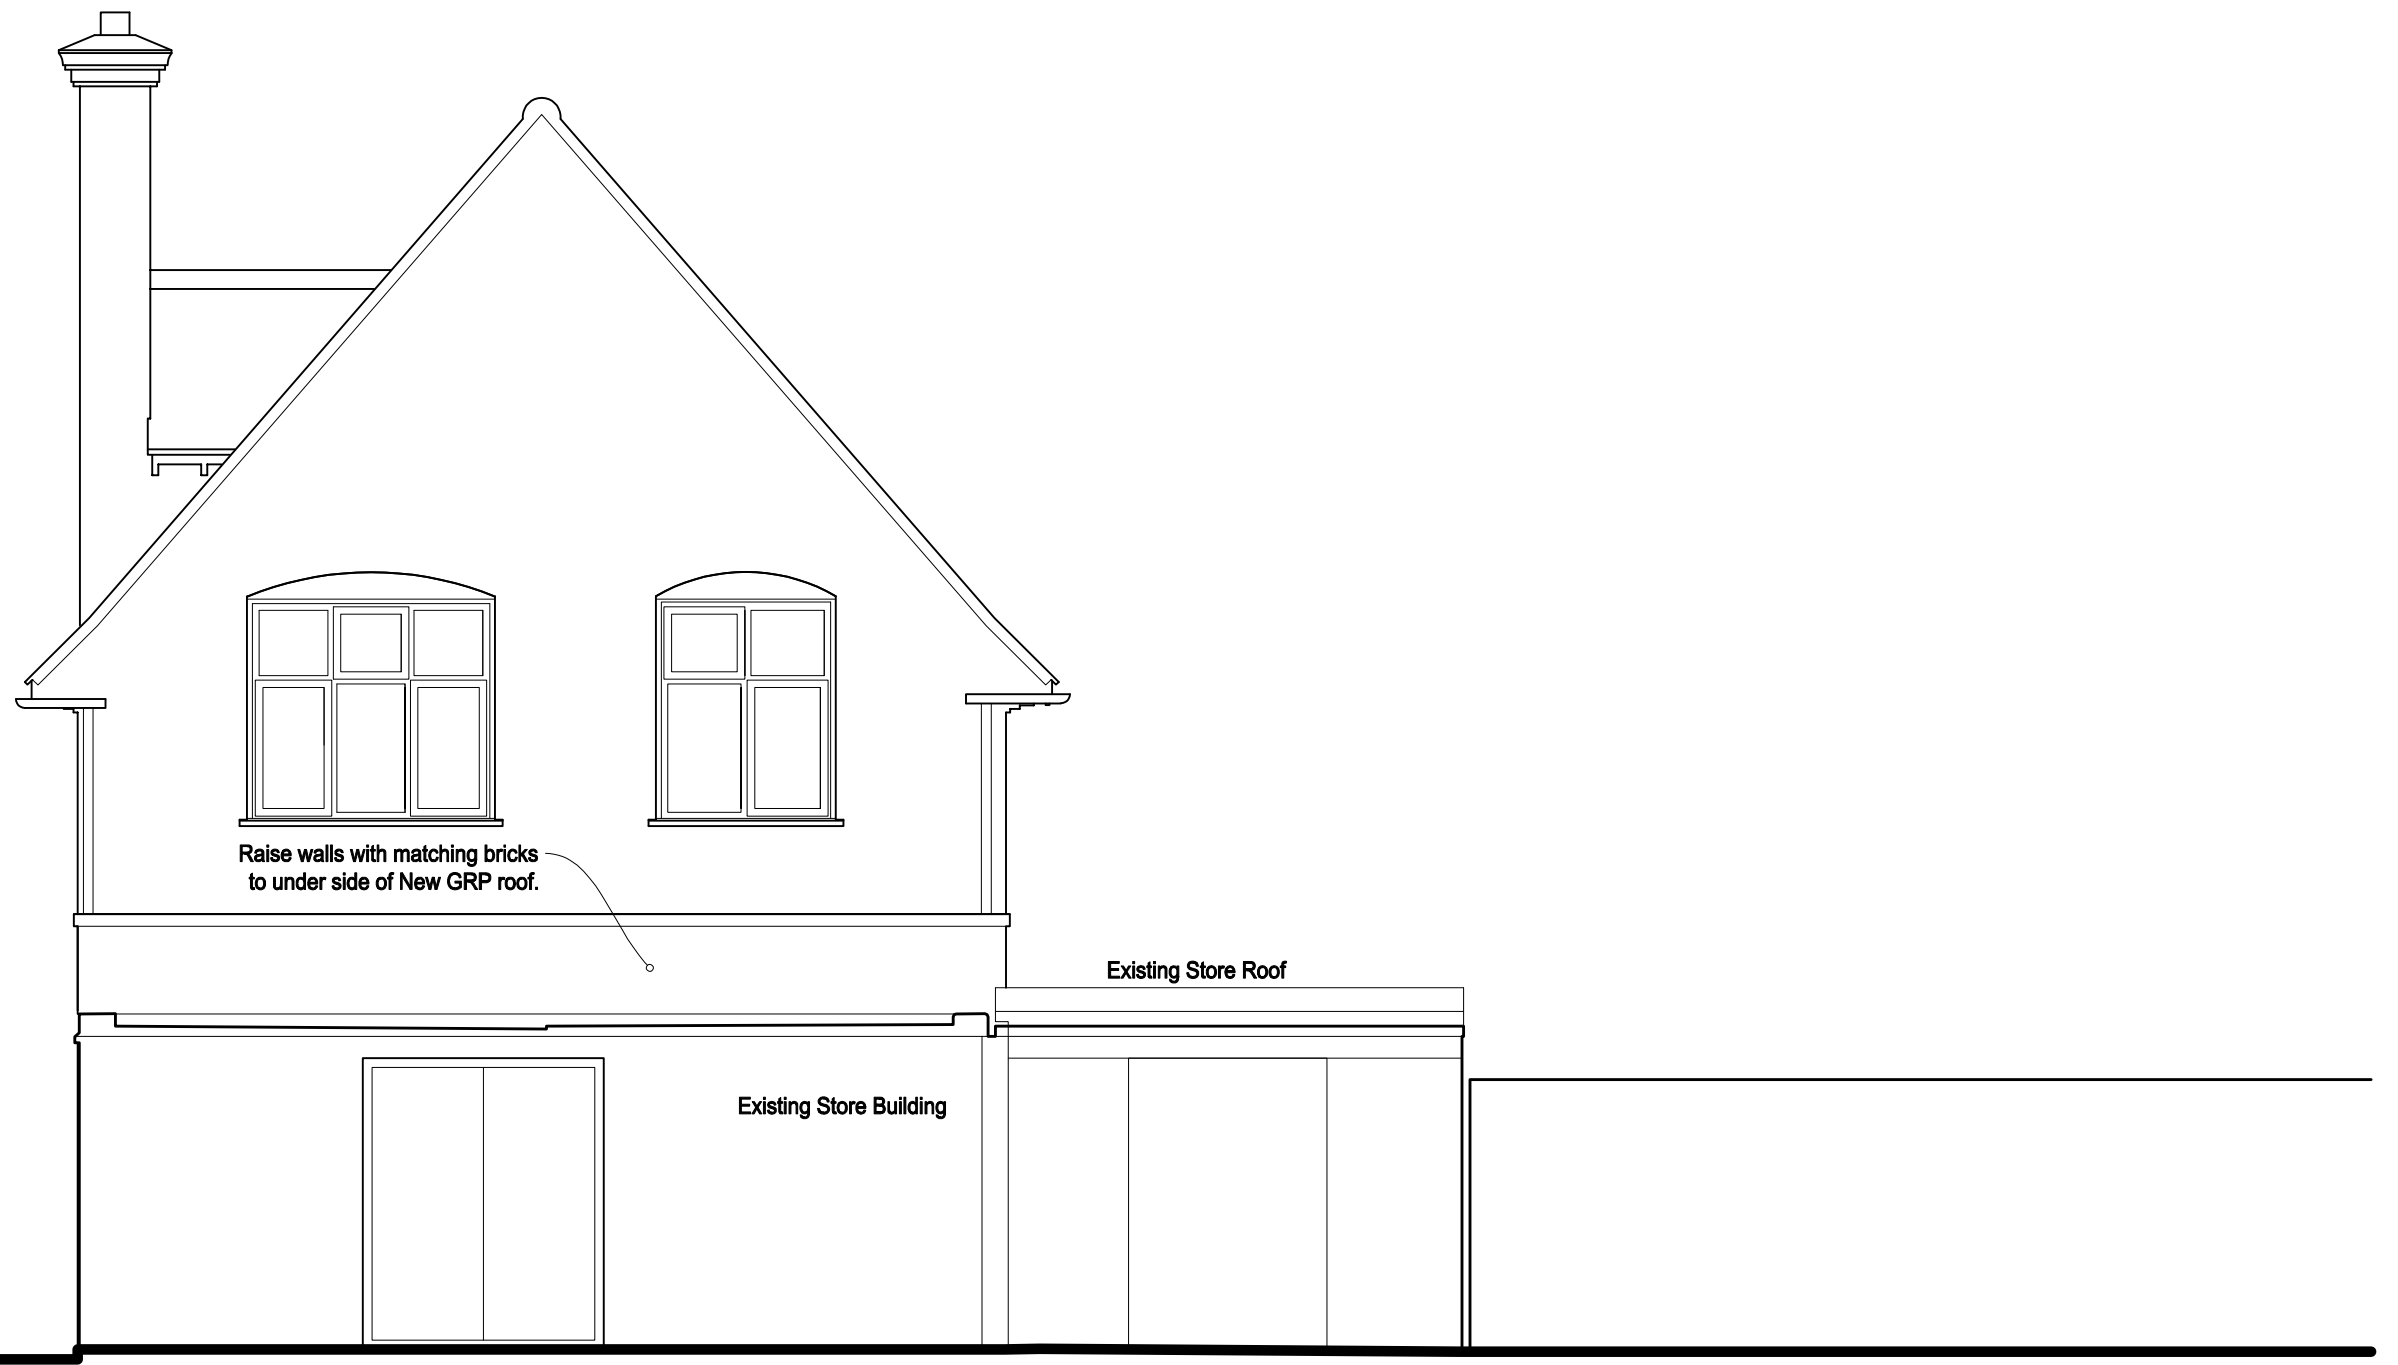 Raise walls with matching bricks
to under side of New GRP roof.
Existing Store Roof
Existing Store Building